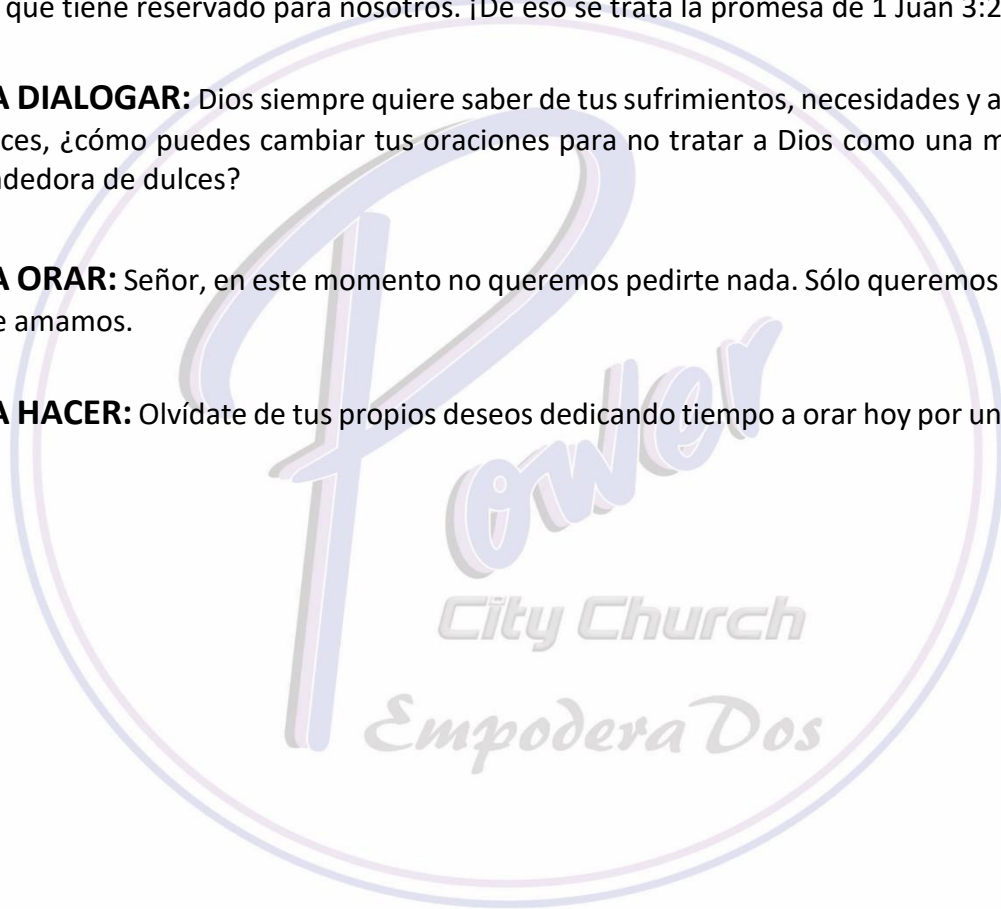 que tiene reservado para nosotros. ¡De eso se trata la promesa de 1 Juan 3:2
A DIALOGAR: Dios siempre quiere saber de tus sufrimientos, necesidades y a
ces, ¿cómo puedes cambiar tus oraciones para no tratar a Dios como una m
dedora de dulces?
A ORAR: Señor, en este momento no queremos pedirte nada. Sólo queremos
e amamos.
A HACER: Olvídate de tus propios deseos dedicando tiempo a orar hoy por un
Power
City Church
EmpoderaDos